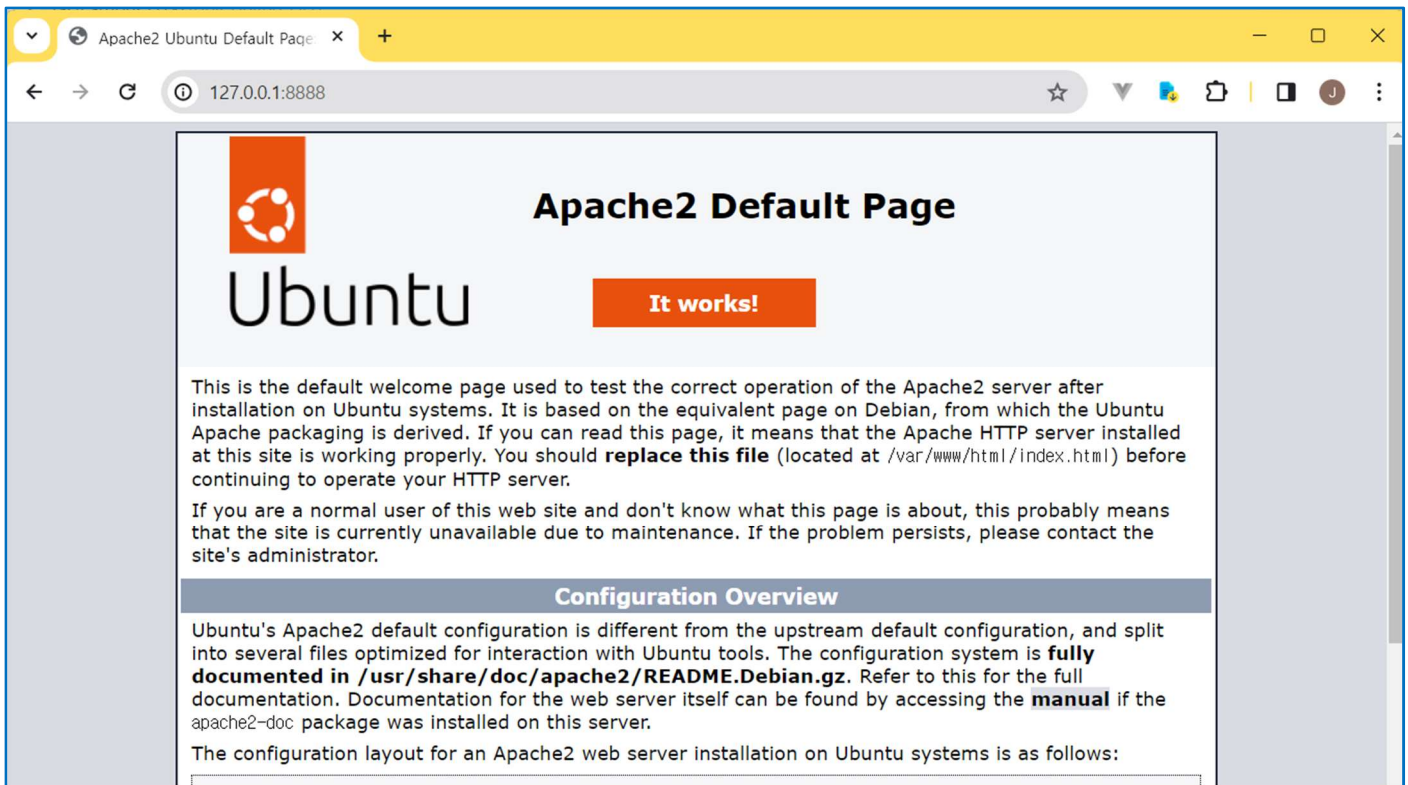 Apache2 Ubuntu Default Page
127.0.0.1:8888
J
Apache2 Default Page
Ubuntu
It works!
This is the default welcome page used to test the correct operation of the Apache2 server after
installation on Ubuntu systems. It is based on the equivalent page on Debian, from which the Ubuntu
Apache packaging is derived. If you can read this page, it means that the Apache HTTP server installed
at this site is working properly. You should replace this file (located at /var/www/html/index.html) before
continuing to operate your HTTP server.
If you are a normal user of this web site and don't know what this page is about, this probably means
that the site is currently unavailable due to maintenance. If the problem persists, please contact the
site's administrator.
Configuration Overview
Ubuntu's Apache2 default configuration is different from the upstream default configuration, and split
into several files optimized for interaction with Ubuntu tools. The configuration system is fully
documented in /usr/share/doc/apache2/README.Debian.gz. Refer to this for the full
documentation. Documentation for the web server itself can be found by accessing the manual if the
apache2-doc package was installed on this server.
The configuration layout for an Apache2 web server installation on Ubuntu systems is as follows: